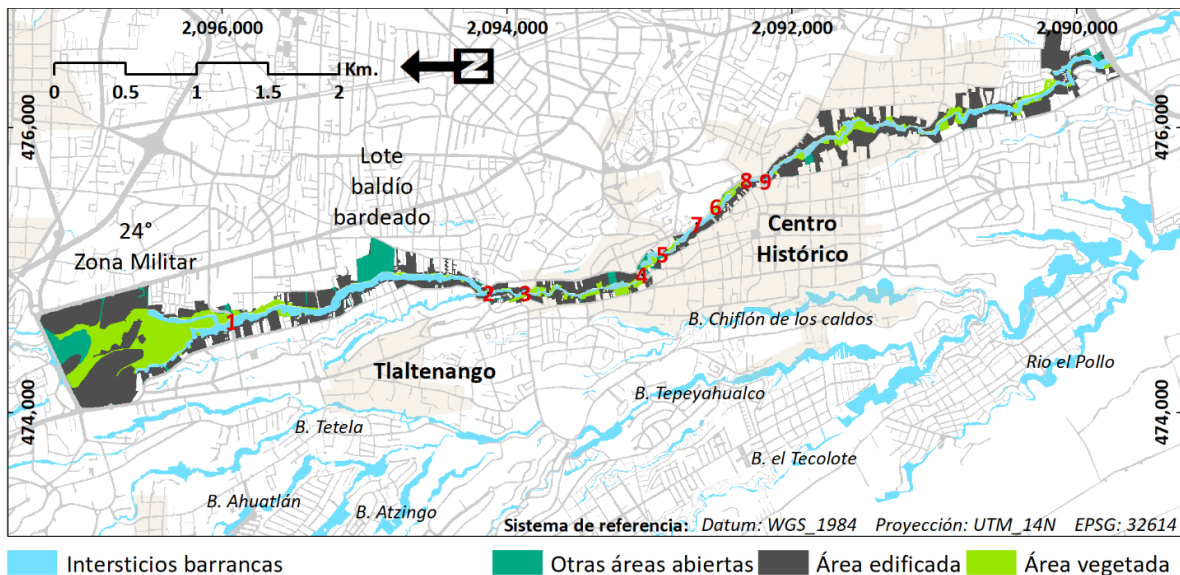 2,096,000
2,094,000
2,092,000
2,090,000
Km.
0 0.5 1 1.5 2
N
476,000
476,000
Lote
baldío
bardeado
24°
Zona Militar
8
9
6
7
Centro
Histórico
5
4
2
3
1
B. Chiflón de los caldos
Tlaltenango
Rio el Pollo
B. Tepeyahualco
474,000
474,000
B. Tetela
B. el Tecolote
B. Ahuatlán
B. Atzingo
Sistema de referencia: Datum: WGS_1984 Proyección: UTM_14N EPSG: 32614
Intersticios barrancas
Otras áreas abiertas
Área edificada
Área vegetada